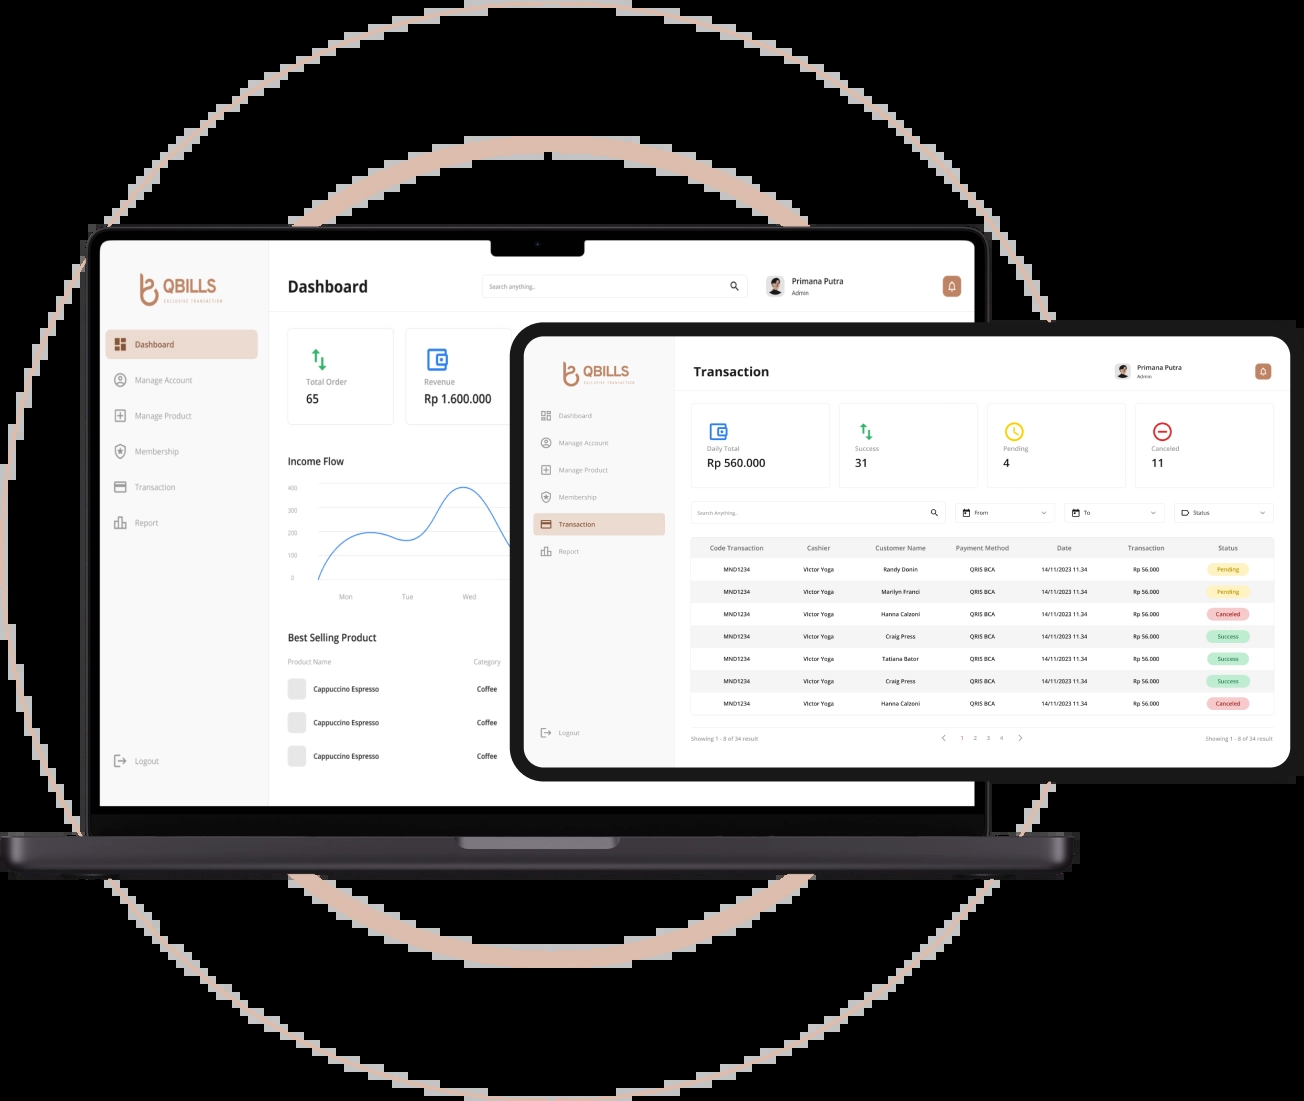 QBILLS
EXCLUSIVE TRANSACTION
Dashboard
Search anything..
Primana Putra
Admin
Dashboard
Manage Account
Manage Product
Membership
Transaction
Report
Logout
Total Order
65
Revenue
Rp 1.600.000
Income Flow
400
300
200
100
0
Mon Tue Wed
Best Selling Product
Product Name Category
Cappuccino Espresso Coffee
Cappuccino Espresso Coffee
Cappuccino Espresso Coffee
QBILLS
EXCLUSIVE TRANSACTION
Transaction
Primana Putra
Admin
Dashboard
Manage Account
Manage Product
Membership
Transaction
Report
Logout
Daily Total
Rp 560.000
Success
31
Pending
4
Canceled
11
Search Anything..
From
To
Status
Code Transaction Cashier Customer Name Payment Method Date Transaction Status
MND1234 Victor Yoga Randy Donin QRIS BCA 14/11/2023 11.34 Rp 56.000 Pending
MND1234 Victor Yoga Marilyn Franci QRIS BCA 14/11/2023 11.34 Rp 56.000 Pending
MND1234 Victor Yoga Hanna Calzoni QRIS BCA 14/11/2023 11.34 Rp 56.000 Canceled
MND1234 Victor Yoga Craig Press QRIS BCA 14/11/2023 11.34 Rp 56.000 Success
MND1234 Victor Yoga Tatiana Bator QRIS BCA 14/11/2023 11.34 Rp 56.000 Success
MND1234 Victor Yoga Craig Press QRIS BCA 14/11/2023 11.34 Rp 56.000 Success
MND1234 Victor Yoga Hanna Calzoni QRIS BCA 14/11/2023 11.34 Rp 56.000 Canceled
Showing 1 - 8 of 34 result
1 2 3 4
Showing 1 - 8 of 34 result